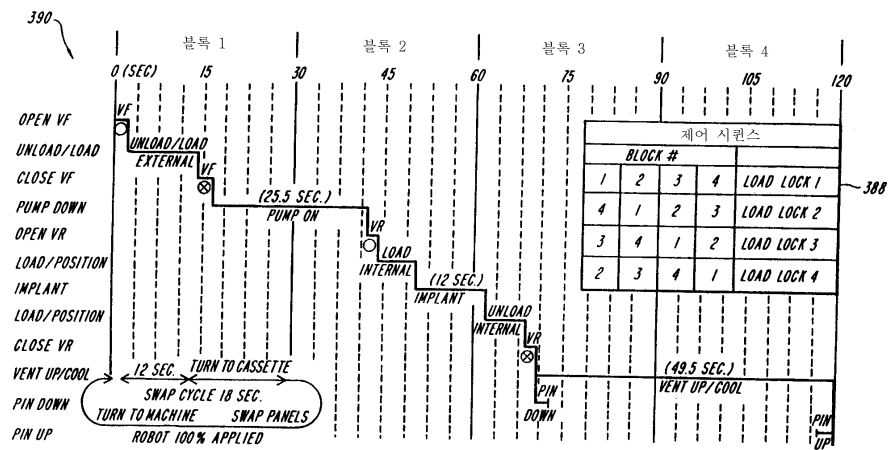 390
블록 1 블록 2 블록 3 블록 4
0 (SEC) 15 30 45 60 75 90 105 120
OPEN VF
VF
UNLOAD/LOAD
UNLOAD/LOAD
EXTERNAL
CLOSE VF
VF
PUMP DOWN
(25.5 SEC.)
PUMP ON
OPEN VR
VR
LOAD/POSITION
LOAD
INTERNAL
IMPLANT
(12 SEC.)
IMPLANT
LOAD/POSITION
UNLOAD
INTERNAL
CLOSE VR
VR
VENT UP/COOL
12 SEC. TURN TO CASSETTE
(49.5 SEC.)
VENT UP/COOL
SWAP CYCLE 18 SEC.
PIN DOWN
TURN TO MACHINE SWAP PANELS
PIN
DOWN
PIN UP
ROBOT 100% APPLIED
PIN
UP
제어 시퀀스
BLOCK #
1 2 3 4 LOAD LOCK 1
4 1 2 3 LOAD LOCK 2
3 4 1 2 LOAD LOCK 3
2 3 4 1 LOAD LOCK 4
388